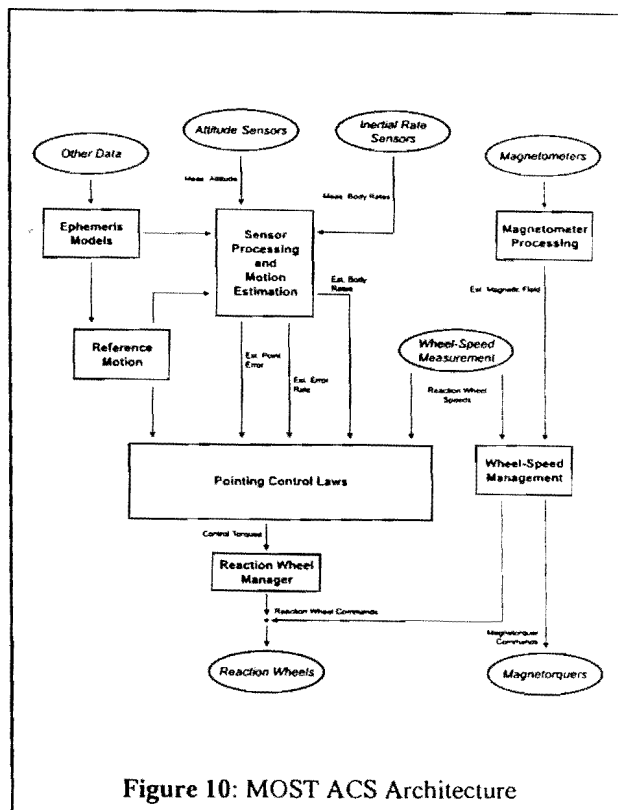 Attitude Sensors
Inertial Rate
Sensors
Other Data
Magnetometers
Meas. Attitude
Meas. Body Rates
Ephemeris
Models
Sensor
Processing
and
Motion
Estimation
Magnetometer
Processing
Est. Body
Rates
Est. Magnetic Field
Reference
Motion
Est. Point
Error
Est. Error
Rate
Wheel-Speed
Measurement
Reaction Wheel
Speeds
Pointing Control Laws
Wheel-Speed
Management
Control Torques
Reaction Wheel
Manager
Reaction Wheel Commands
Magnetorquer
Commands
Reaction Wheels
Magnetorquers
Figure 10: MOST ACS Architecture